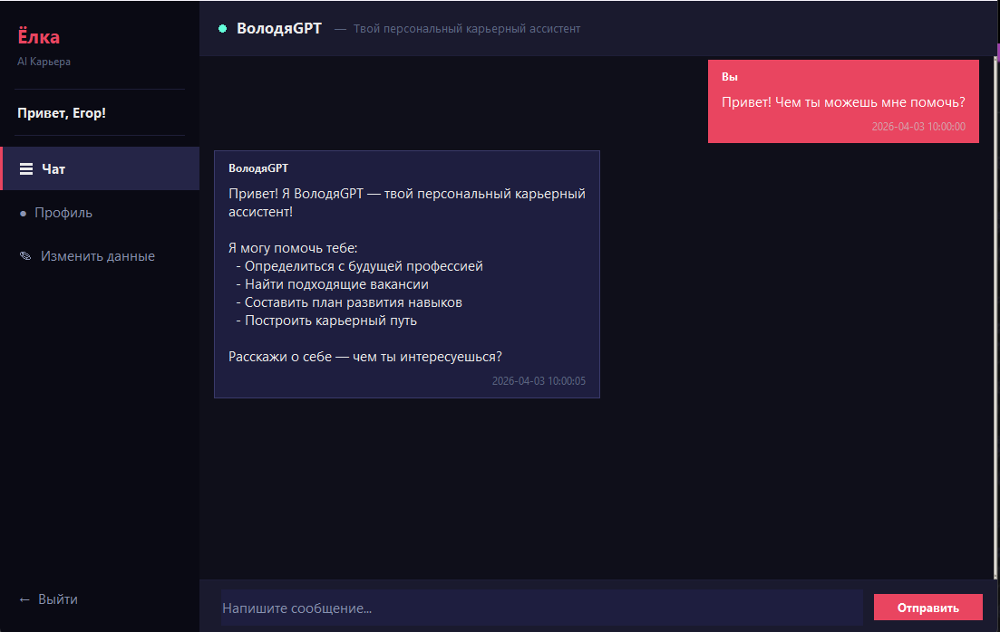 Ёлка
AI Карьера
Привет, Егор!
Чат
Профиль
Изменить данные
← Выйти
ВолодяGPT — Твой персональный карьерный ассистент
Вы
Привет! Чем ты можешь мне помочь?
2026-04-03 10:00:00
ВолодяGPT
Привет! Я ВолодяGPT — твой персональный карьерный
ассистент!
Я могу помочь тебе:
- Определиться с будущей профессией
- Найти подходящие вакансии
- Составить план развития навыков
- Построить карьерный путь
Расскажи о себе — чем ты интересуешься?
2026-04-03 10:00:05
Напишите сообщение...
Отправить